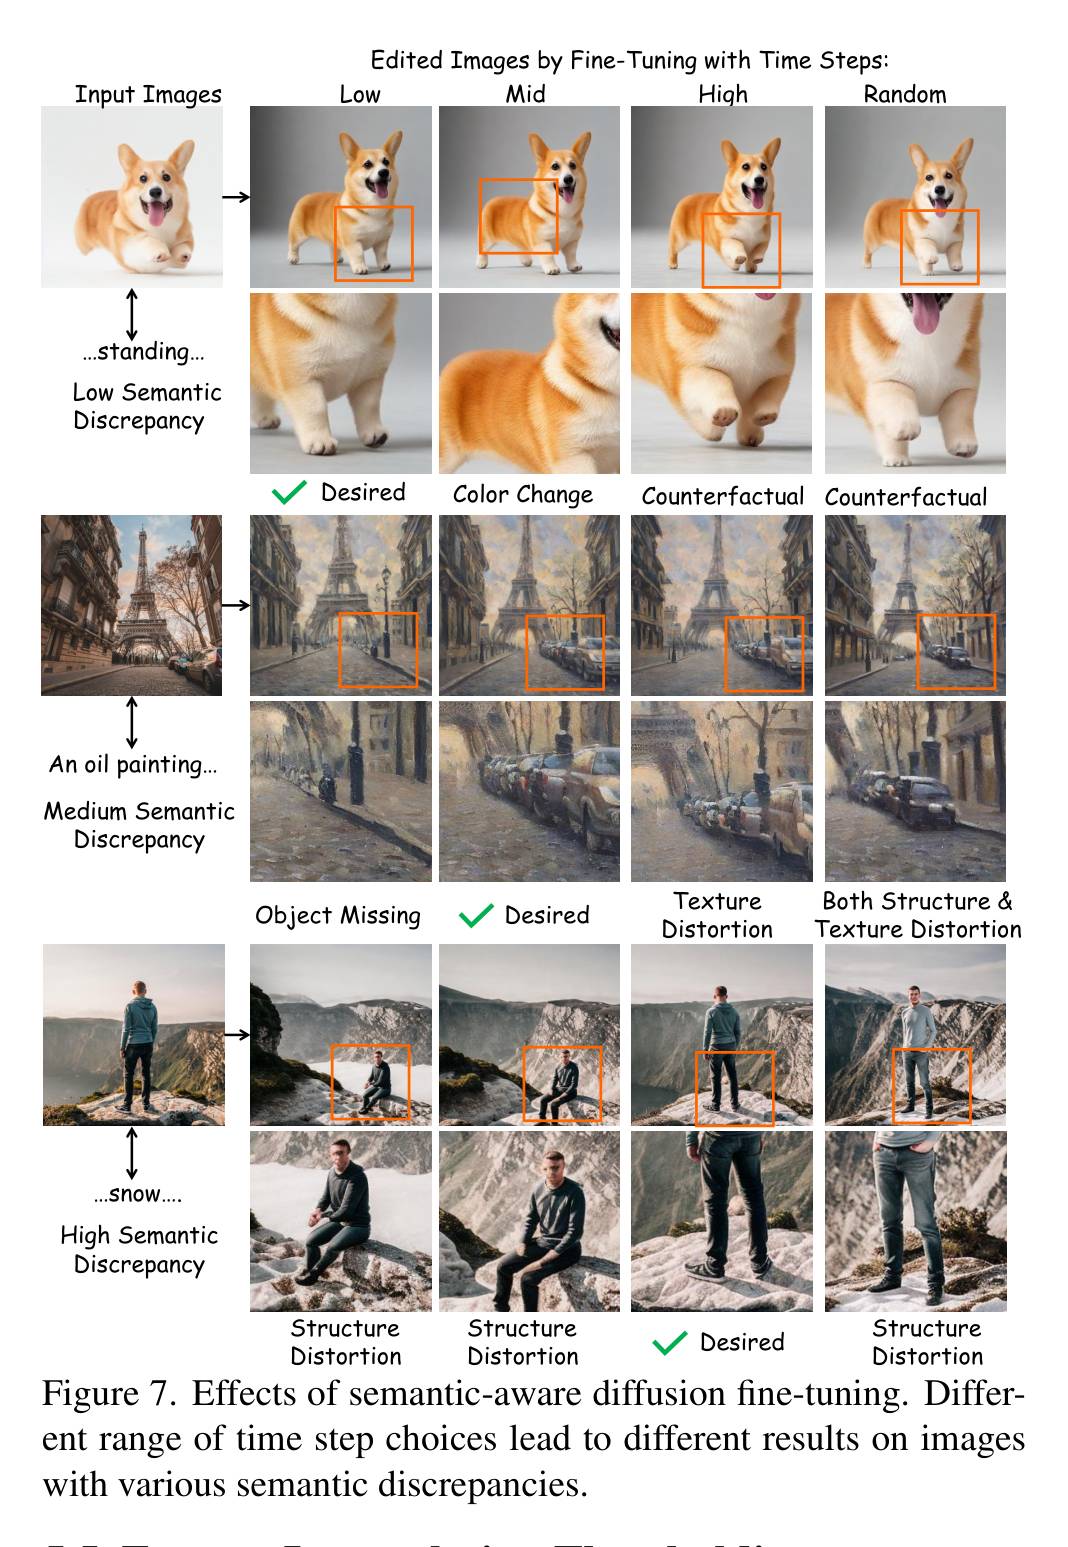 Edited Images by Fine-Tuning with Time Steps:
Input Images Low Mid High Random
...standing...
Low Semantic
Discrepancy
Desired Color Change Counterfactual Counterfactual
An oil painting...
Medium Semantic
Discrepancy
Object Missing Desired Texture Distortion Both Structure & Texture Distortion
...snow....
High Semantic
Discrepancy
Structure Distortion Structure Distortion Desired Structure Distortion
Figure 7. Effects of semantic-aware diffusion fine-tuning. Differ-
ent range of time step choices lead to different results on images
with various semantic discrepancies.